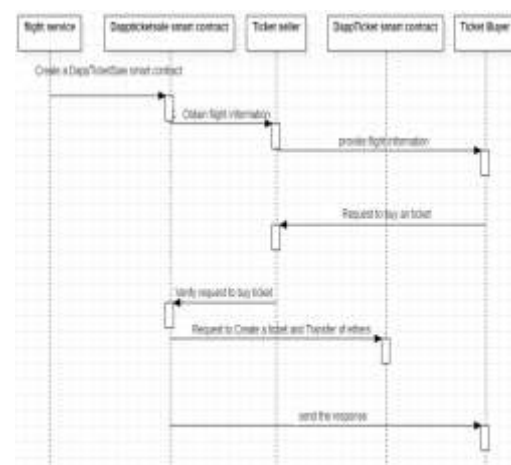 flight service
Dappticketsale smart contract
Ticket seller
DappTicket smart contract
Ticket Buyer
Create a DappTicketSale smart contract
Obtain flight information
provide flight information
Request to buy an ticket
Verify request to buy ticket
Request to Create a ticket and Transfer of ethers
send the response